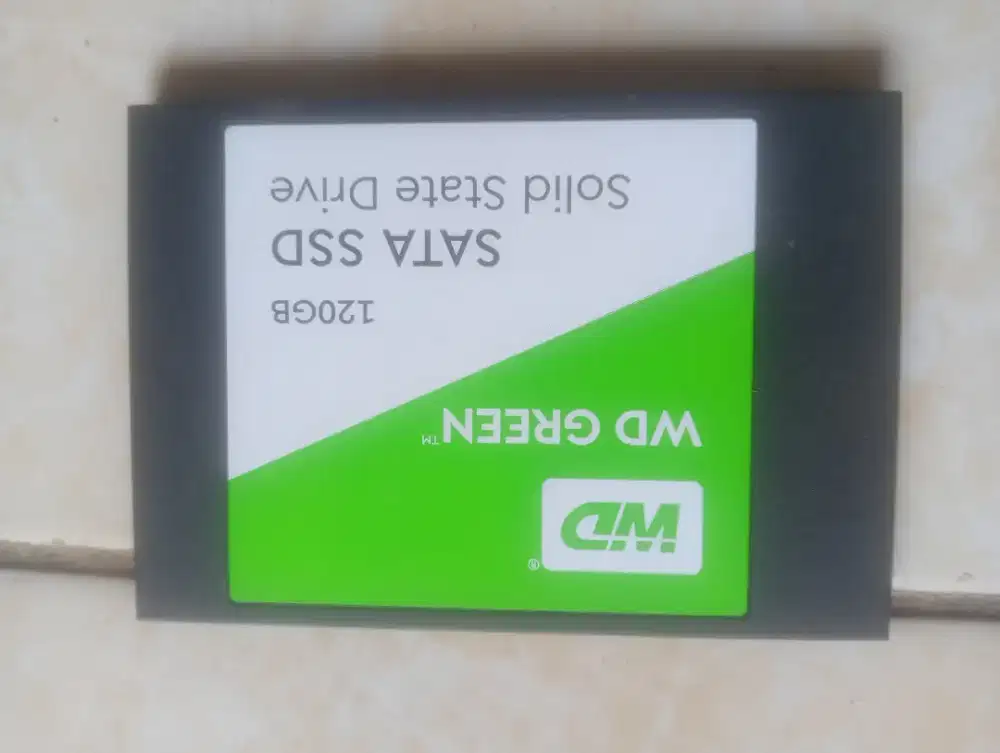 WD®
WD GREEN™
120GB
SATA SSD
Solid State Drive